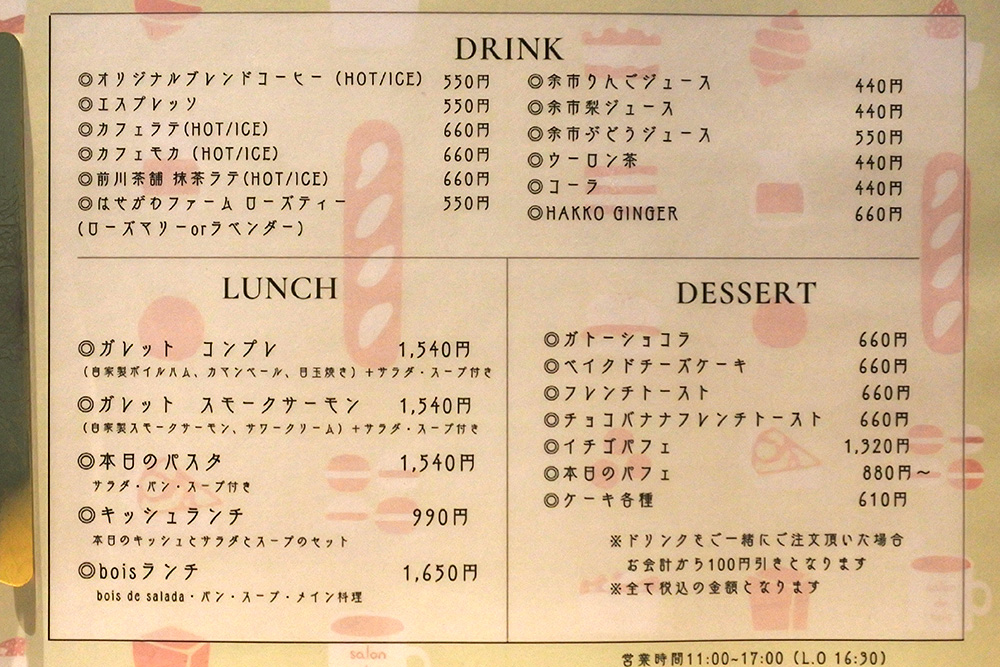 DRINK
◎オリジナルブレンドコーヒー (HOT/ICE) 550円
◎エスプレッソ 550円
◎カフェラテ(HOT/ICE) 660円
◎カフェモカ (HOT/ICE) 660円
◎前川茶舗 抹茶ラテ(HOT/ICE) 660円
◎はせがわファーム ローズティー 550円
(ローズマリーorラベンダー)
◎余市りんごジュース 440円
◎余市梨ジュース 440円
◎余市ぶどうジュース 550円
◎ウーロン茶 440円
◎コーラ 440円
◎HAKKO GINGER 660円
LUNCH
◎ガレット コンプレ 1,540円
(自家製ボイルハム、カマンベール、目玉焼き)+サラダ・スープ付き
◎ガレット スモークサーモン 1,540円
(自家製スモークサーモン、サワークリーム)+サラダ・スープ付き
◎本日のパスタ 1,540円
サラダ・パン・スープ付き
◎キッシュランチ 990円
本日のキッシュとサラダとスープのセット
◎boisランチ 1,650円
bois de salada・パン・スープ・メイン料理
DESSERT
◎ガトーショコラ 660円
◎ベイクドチーズケーキ 660円
◎フレンチトースト 660円
◎チョコバナナフレンチトースト 660円
◎イチゴパフェ 1,320円
◎本日のパフェ 880円～
◎ケーキ各種 610円
※ドリンクをご一緒にご注文頂いた場合
お会計から100円引きとなります
※全て税込の金額となります
salon
営業時間11:00~17:00 (L.O 16:30)